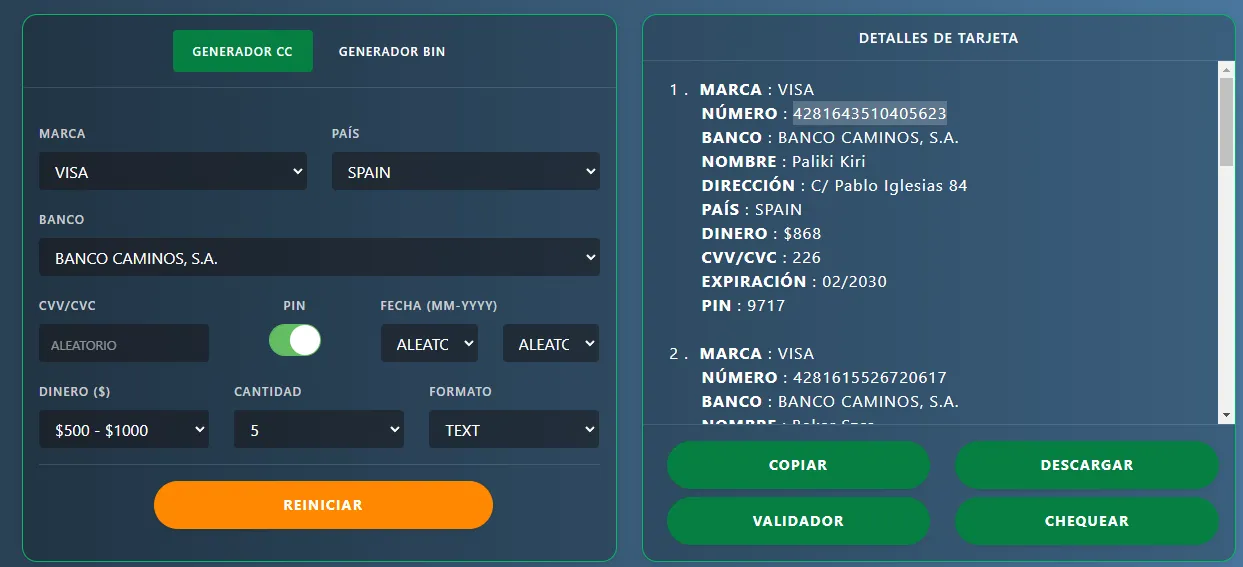 GENERADOR CC GENERADOR BIN
MARCA PAÍS
VISA SPAIN
BANCO
BANCO CAMINOS, S.A.
CVV/CVC PIN FECHA (MM-YYYY)
ALEATORIO ALEATC ALEATC
DINERO ($) CANTIDAD FORMATO
$500 - $1000 5 TEXT
REINICIAR
DETALLES DE TARJETA
1 . MARCA : VISA
NÚMERO : 4281643510405623
BANCO : BANCO CAMINOS, S.A.
NOMBRE : Paliki Kiri
DIRECCIÓN : C/ Pablo Iglesias 84
PAÍS : SPAIN
DINERO : $868
CVV/CVC : 226
EXPIRACIÓN : 02/2030
PIN : 9717
2 . MARCA : VISA
NÚMERO : 4281615526720617
BANCO : BANCO CAMINOS, S.A.
NOMBRE :
COPIAR DESCARGAR
VALIDADOR CHEQUEAR